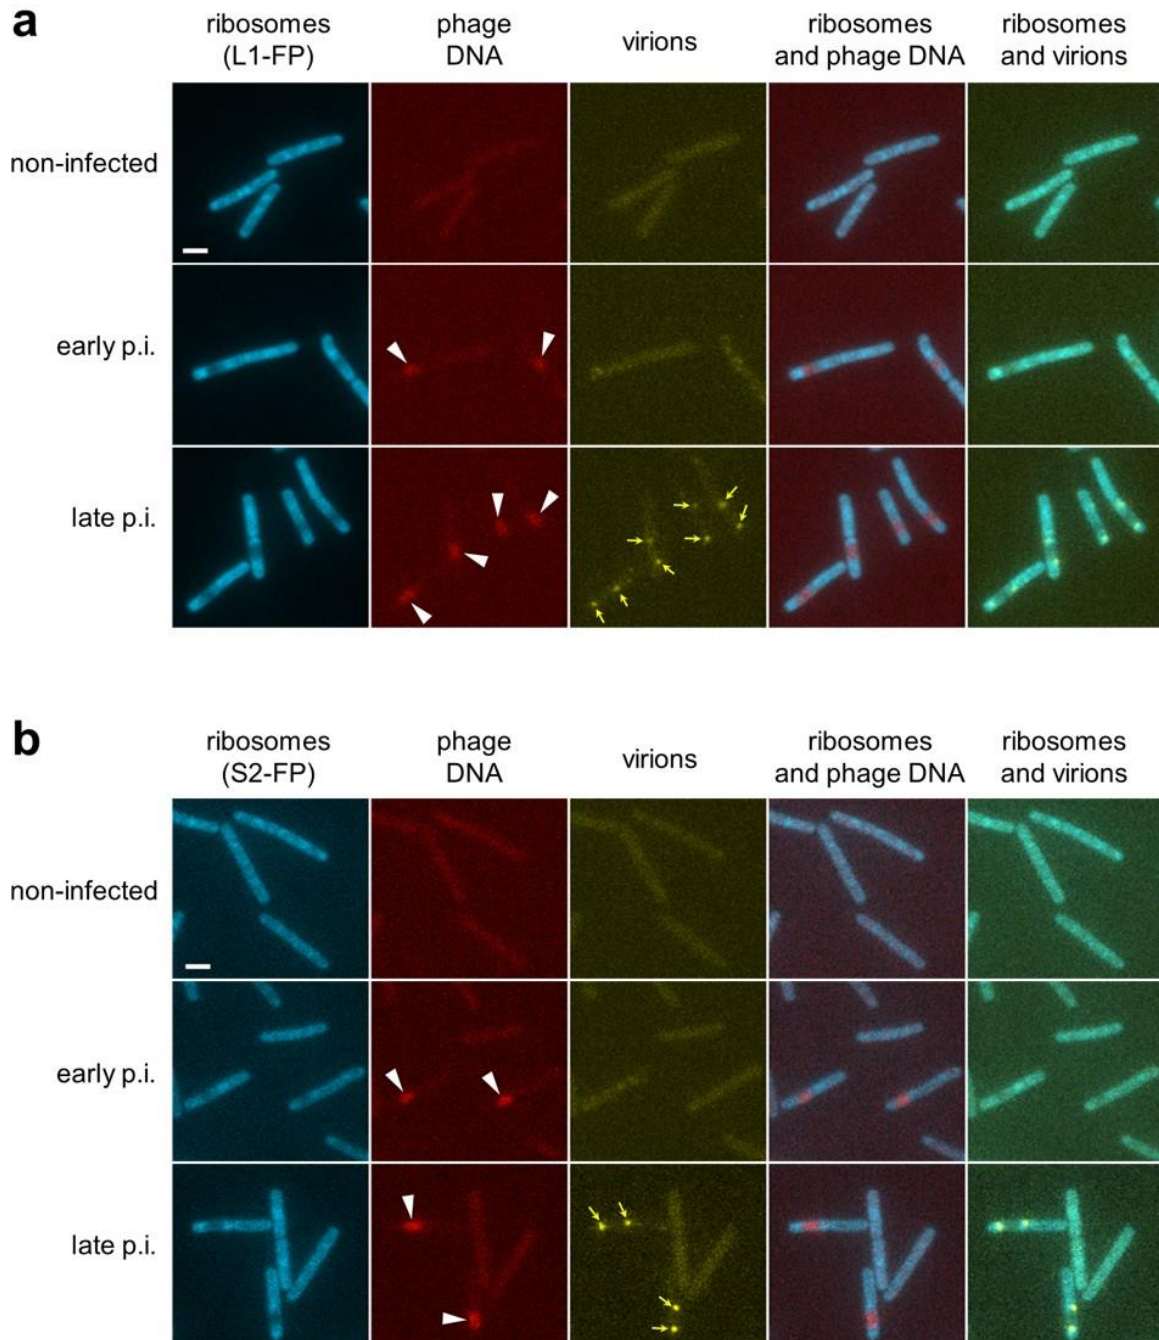 a
ribosomes
(L1-FP)
phage
DNA
virions
ribosomes
and phage DNA
ribosomes
and virions
non-infected
early p.i.
late p.i.
b
ribosomes
(S2-FP)
phage
DNA
virions
ribosomes
and phage DNA
ribosomes
and virions
non-infected
early p.i.
late p.i.